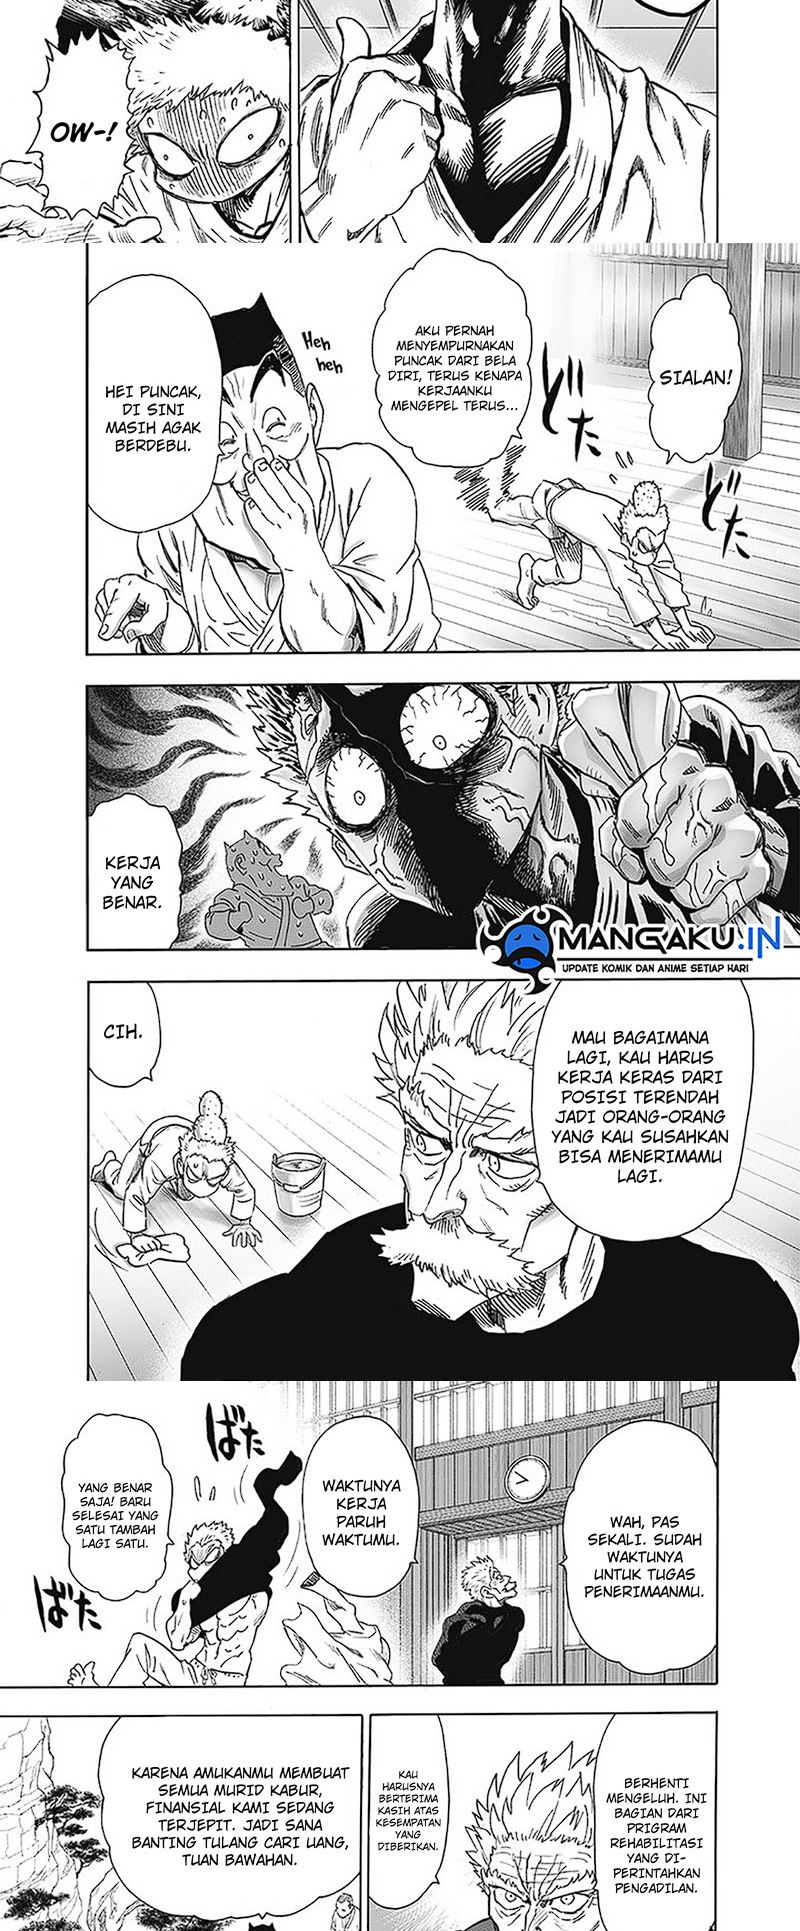 OW-!
SIALAN!
どたどた
AKU PERNAH
MENYEMPURNAKAN
PUNCAK DARI BELA
DIRI, TERUS KENAPA
KERJAANKU
MENGEPEL TERUS...
Heh
heh
HEI PUNCAK,
DI SINI
MASIH AGAK
BERDEBU.
KERJA
YANG
BENAR.
MANGAKU.IN
UPDATE KOMIK DAN ANIME SETIAP HARI
MAU BAGAIMANA
LAGI, KAU HARUS
KERJA KERAS DARI
POSISI TERENDAH
JADI ORANG-ORANG
YANG KAU SUSAHKAN
BISA MENERIMAMU
LAGI.
CIH.
WAH, PAS
SEKALI. SUDAH
WAKTUNYA
UNTUK TUGAS
PENERIMAANMU.
WAKTUNYA
KERJA
PARUH
WAKTUMU.
ばた
YANG BENAR
SAJA! BARU
SELESAI YANG
SATU TAMBAH
LAGI SATU.
ばた
BERHENTI
MENGELUH. INI
BAGIAN DARI
PRIGRAM
REHABILITASI
YANG DI-
PERINTAHKAN
PENGADILAN.
KAU
HARUSNYA
BERTERIMA
KASIH ATAS
KESEMPATAN
YANG
DIBERIKAN.
KARENA AMUKANMU MEMBUAT
SEMUA MURID KABUR,
FINANSIAL KAMI SEDANG
TERJEPIT. JADI SANA
BANTING TULANG CARI UANG,
TUAN BAWAHAN.